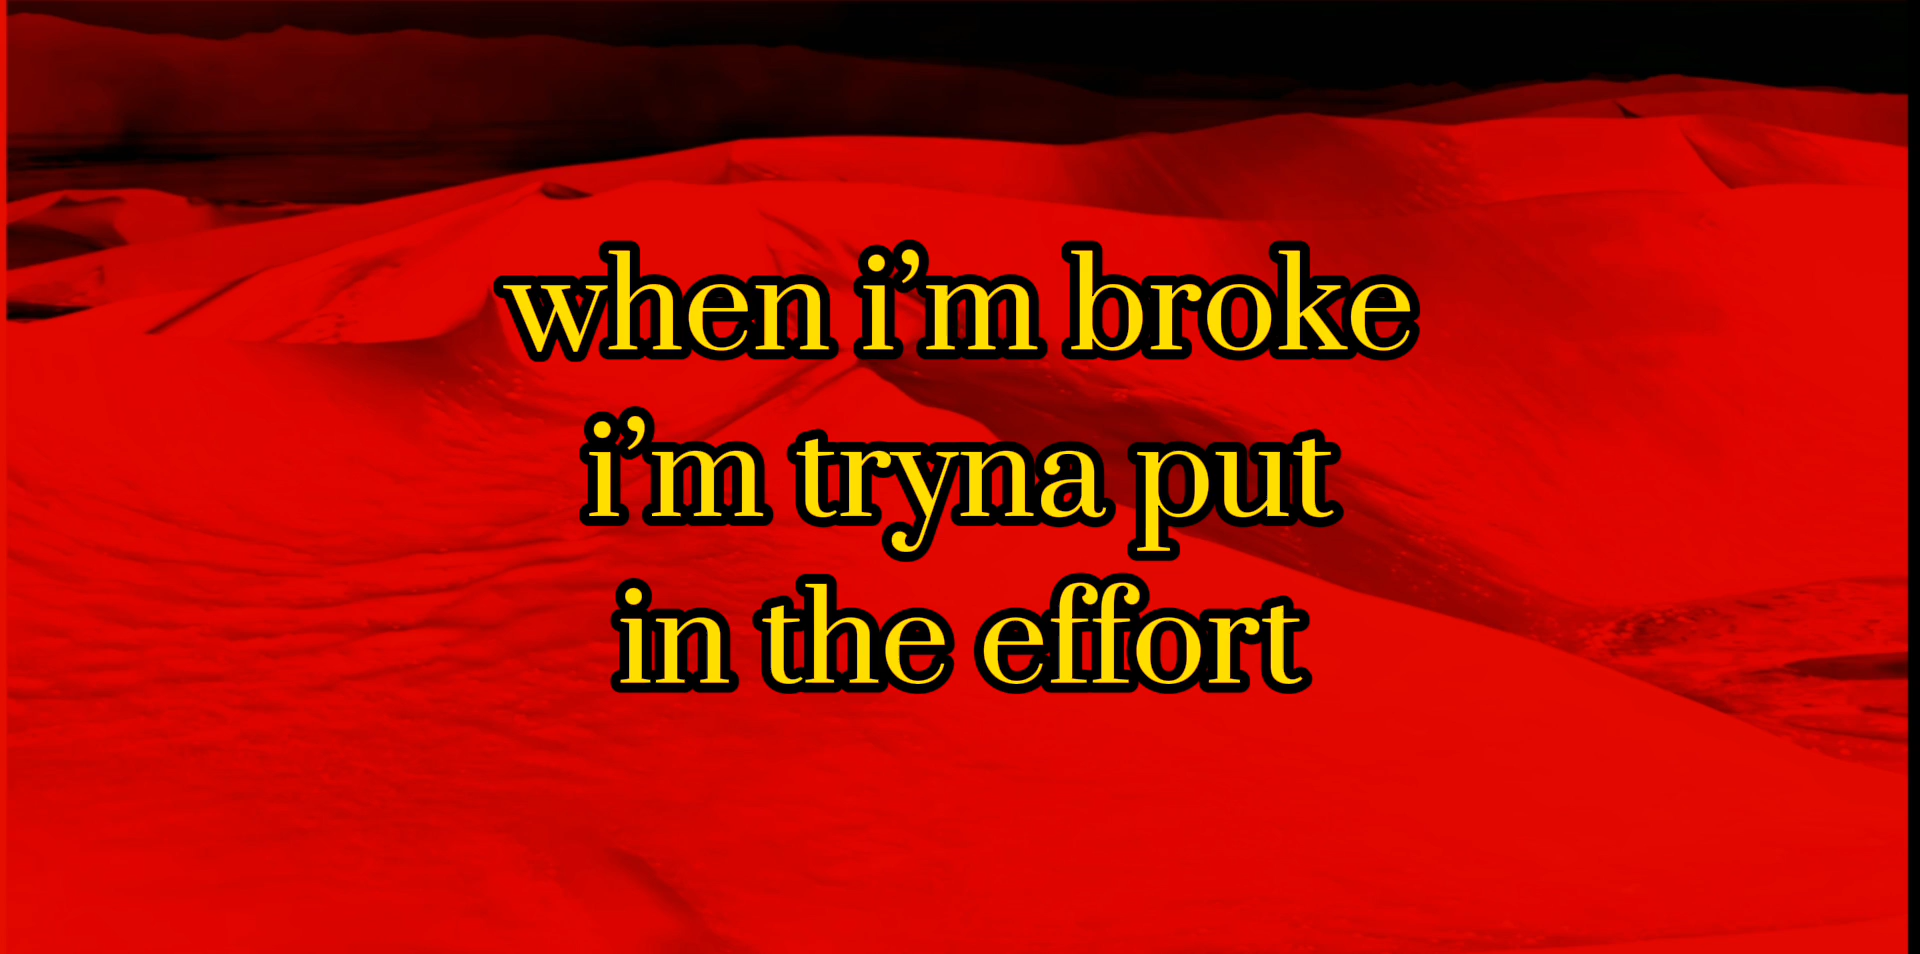 when i’m broke
i’m tryna put
in the effort